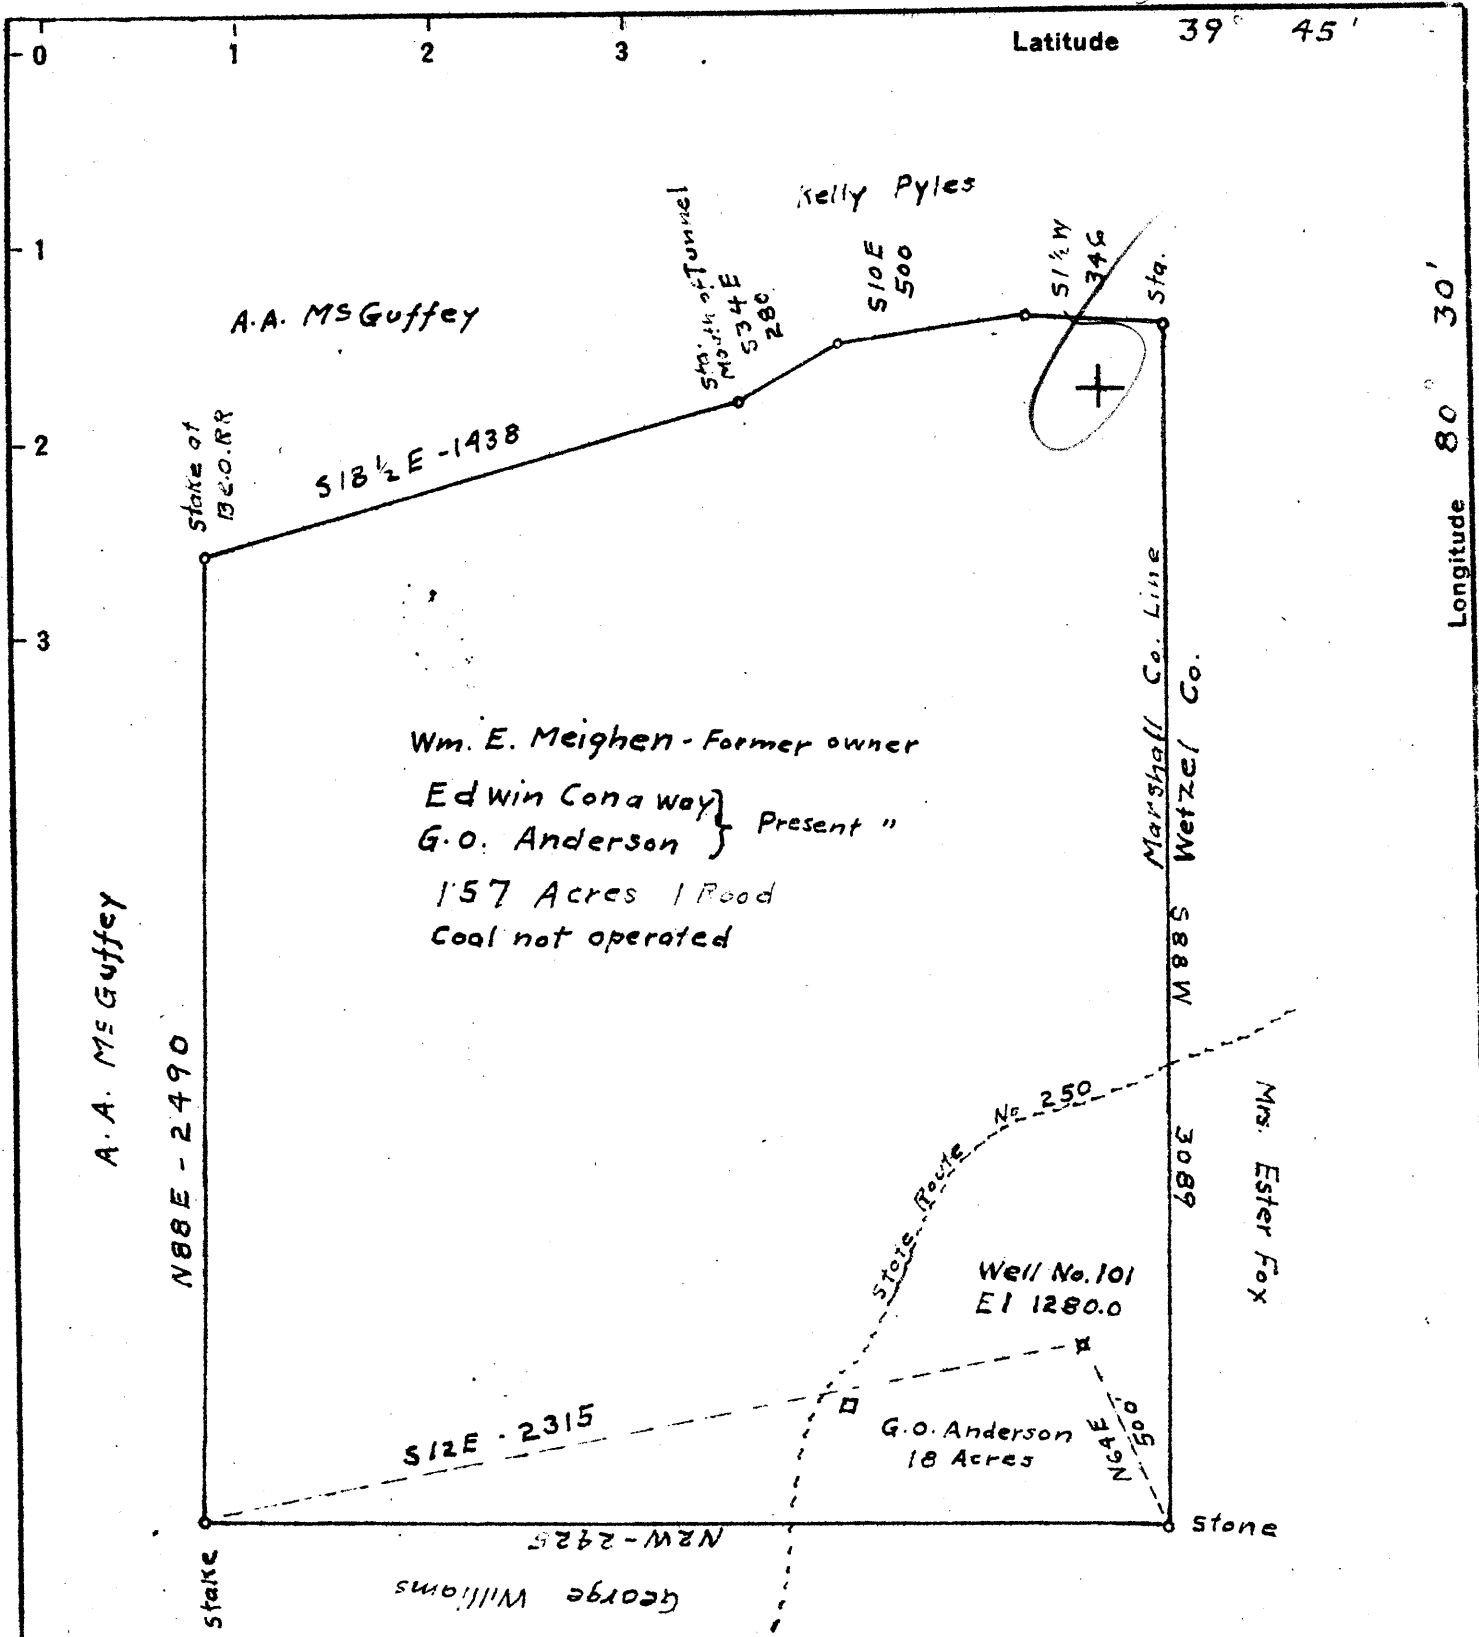 Latitude 39° 45'
0 1 2 3
1
2
3
Longitude 80° 30'
Kelly Pyles
A.A. McGuffey
Stake at
B&O.RR
S18½E -1438
Sta.
North of Tunnel
S34E
280
S10E
500
S1½W
346
Sta.
Marshall Co. Line
Wetzel Co.
S88W 3089
Wm. E. Meighen - Former owner
Edwin Conaway } Present "
G.O. Anderson
157 Acres 1 Rood
Coal not operated
A.A. McGuffey
N88E - 2490
State Route No 250
Mrs. Ester Fox
Well No. 101
El 1280.0
S12E - 2315
G.O. Anderson
18 Acres
N64E
500'
stone
stake
N2W - 2425
George Williams